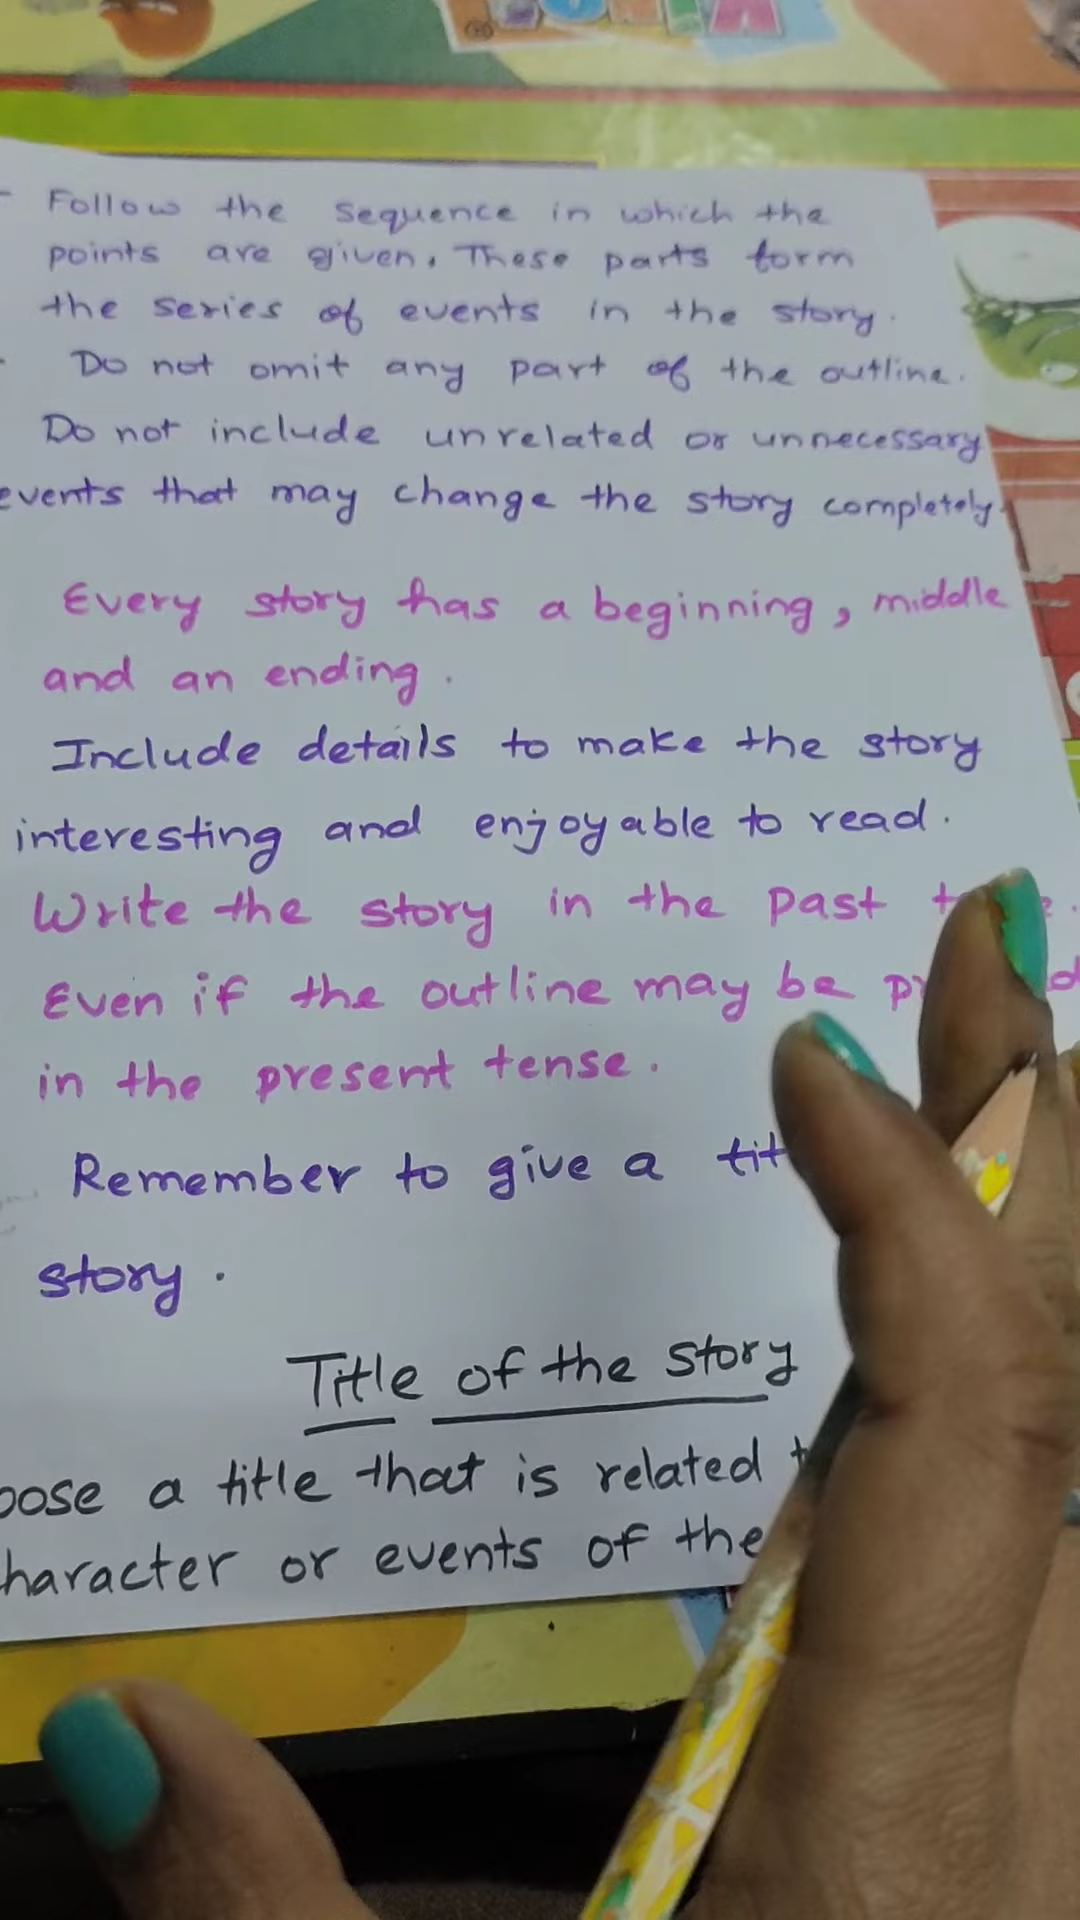 - Follow the sequence in which the
points are given. These parts form
the series of events in the story.
- Do not omit any part of the outline.
Do not include unrelated or unnecessary
events that may change the story completely.
Every story has a beginning, middle
and an ending.
Include details to make the story
interesting and enjoyable to read.
Write the story in the past
Even if the outline may be
in the present tense.
Remember to give a
story.
Title of the story
a title that is related
or events of the